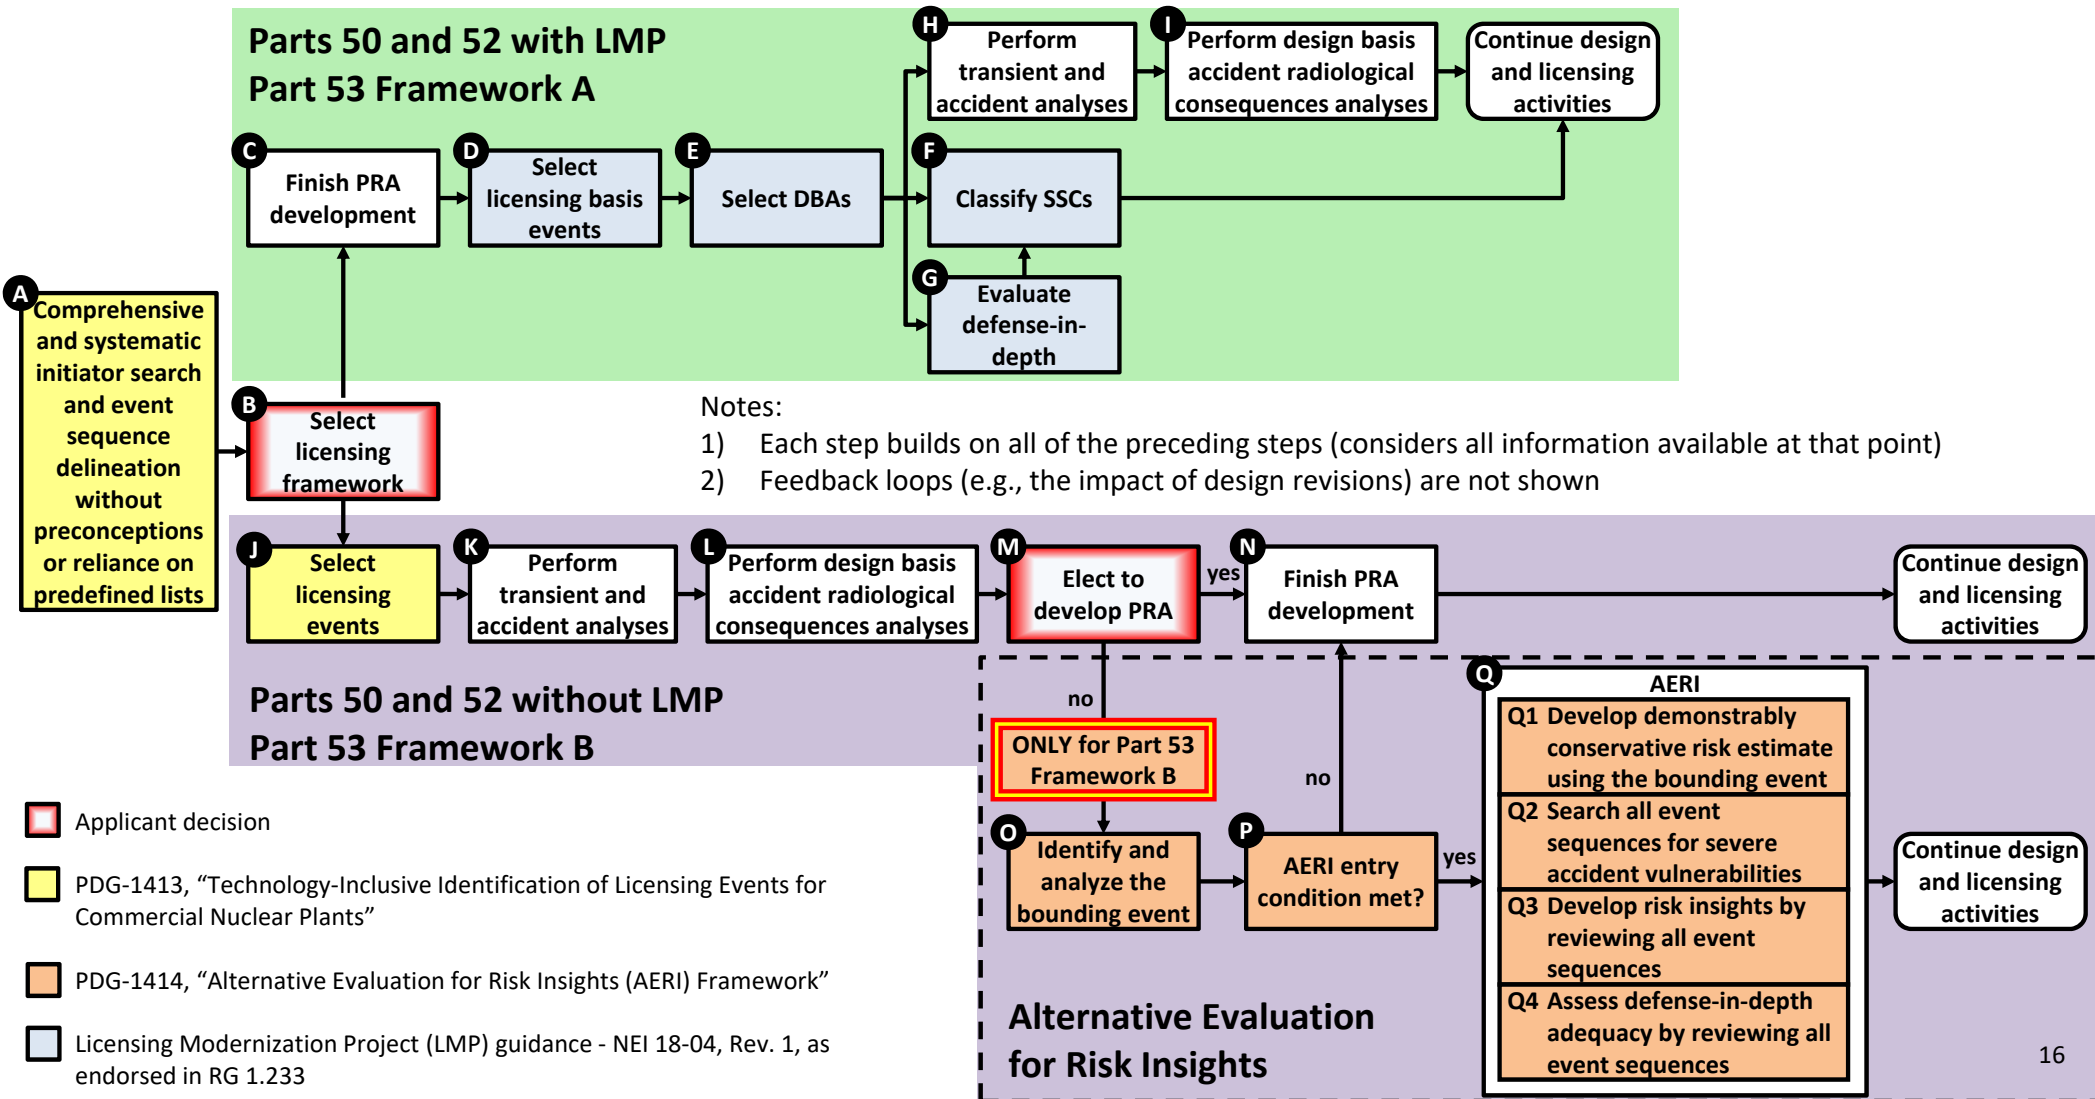 Parts 50 and 52 with LMP
Part 53 Framework A
H
Perform
transient and
accident analyses
I
Perform design basis
accident radiological
consequences analyses
Continue design
and licensing
activities
C
Finish PRA
development
D
Select
licensing basis
events
E
Select DBAs
F
Classify SSCs
G
Evaluate
defense-in-
depth
A
Comprehensive
and systematic
initiator search
and event
sequence
delineation
without
preconceptions
or reliance on
predefined lists
B
Select
licensing
framework
Notes:
1) Each step builds on all of the preceding steps (considers all information available at that point)
2) Feedback loops (e.g., the impact of design revisions) are not shown
J
Select
licensing
events
K
Perform
transient and
accident analyses
L
Perform design basis
accident radiological
consequences analyses
M
Elect to
develop PRA
yes
N
Finish PRA
development
Continue design
and licensing
activities
Parts 50 and 52 without LMP
Part 53 Framework B
no
ONLY for Part 53
Framework B
no
O
Identify and
analyze the
bounding event
P
AERI entry
condition met?
yes
Q
AERI
Q1 Develop demonstrably
conservative risk estimate
using the bounding event
Q2 Search all event
sequences for severe
accident vulnerabilities
Q3 Develop risk insights by
reviewing all event
sequences
Q4 Assess defense-in-depth
adequacy by reviewing all
event sequences
Continue design
and licensing
activities
Alternative Evaluation
for Risk Insights
Applicant decision
PDG-1413, “Technology-Inclusive Identification of Licensing Events for
Commercial Nuclear Plants”
PDG-1414, “Alternative Evaluation for Risk Insights (AERI) Framework”
Licensing Modernization Project (LMP) guidance - NEI 18-04, Rev. 1, as
endorsed in RG 1.233
16